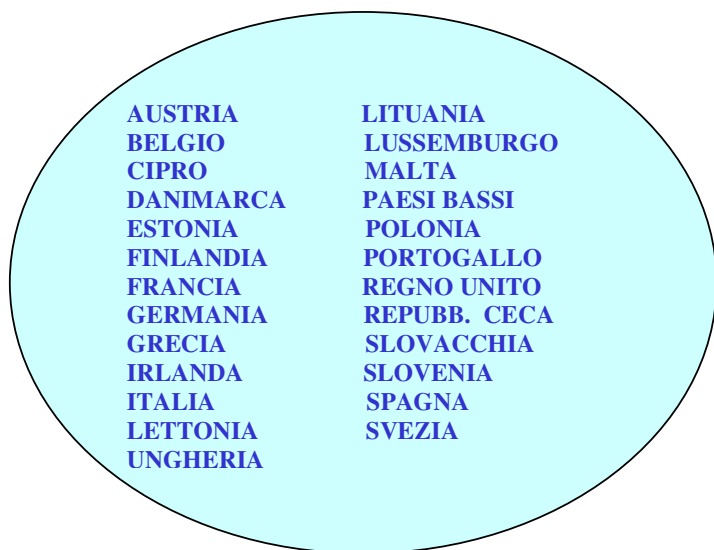 AUSTRIA LITUANIA
BELGIO LUSSEMBURGO
CIPRO MALTA
DANIMARCA PAESI BASSI
ESTONIA POLONIA
FINLANDIA PORTOGALLO
FRANCIA REGNO UNITO
GERMANIA REPUBB. CECA
GRECIA SLOVACCHIA
IRLANDA SLOVENIA
ITALIA SPAGNA
LETTONIA SVEZIA
UNGHERIA